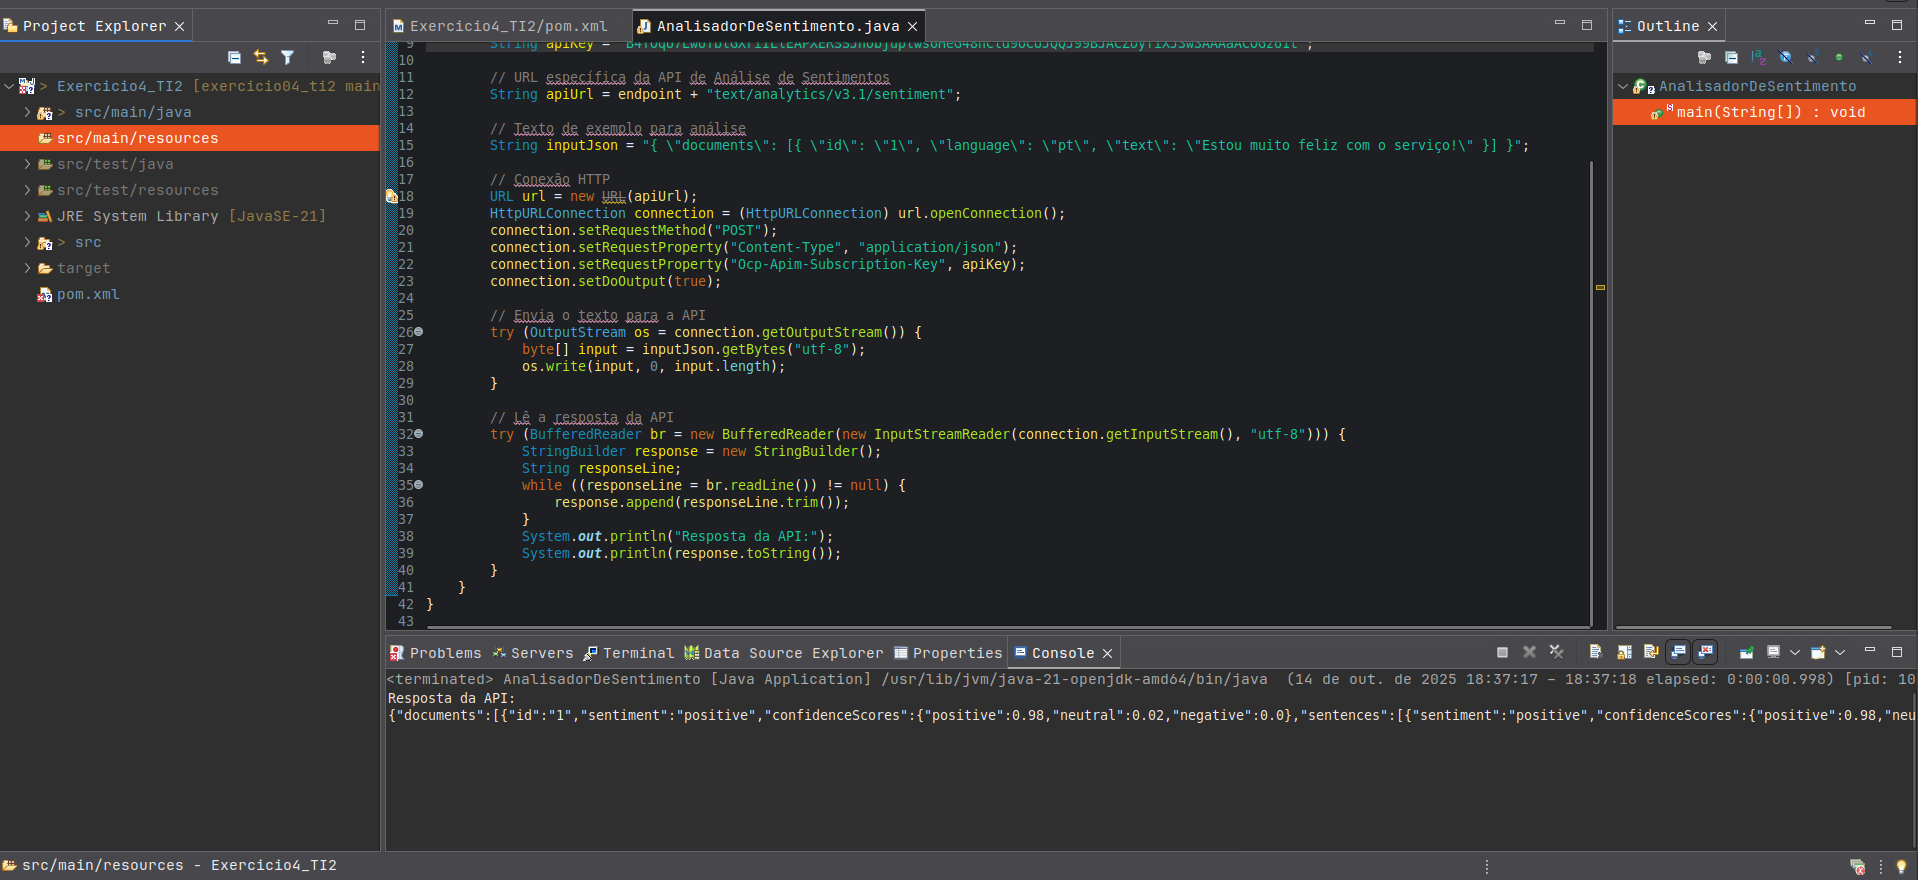 Project Explorer
Exercicio4_TI2/pom.xml
AnalisadorDeSentimento.java
Outline
Exercicio4_TI2 [exercicio04_ti2 main
src/main/java
src/main/resources
src/test/java
src/test/resources
JRE System Library [JavaSE-21]
src
target
pom.xml
9 String apiKey =
10
11 // URL específica da API de Análise de Sentimentos
12 String apiUrl = endpoint + "text/analytics/v3.1/sentiment";
13
14 // Texto de exemplo para análise
15 String inputJson = "{ \"documents\": [{ \"id\": \"1\", \"language\": \"pt\", \"text\": \"Estou muito feliz com o serviço!\" }] }";
16
17 // Conexão HTTP
18 URL url = new URL(apiUrl);
19 HttpURLConnection connection = (HttpURLConnection) url.openConnection();
20 connection.setRequestMethod("POST");
21 connection.setRequestProperty("Content-Type", "application/json");
22 connection.setRequestProperty("Ocp-Apim-Subscription-Key", apiKey);
23 connection.setDoOutput(true);
24
25 // Envia o texto para a API
26 try (OutputStream os = connection.getOutputStream()) {
27 byte[] input = inputJson.getBytes("utf-8");
28 os.write(input, 0, input.length);
29 }
30
31 // Lê a resposta da API
32 try (BufferedReader br = new BufferedReader(new InputStreamReader(connection.getInputStream(), "utf-8"))) {
33 StringBuilder response = new StringBuilder();
34 String responseLine;
35 while ((responseLine = br.readLine()) != null) {
36 response.append(responseLine.trim());
37 }
38 System.out.println("Resposta da API:");
39 System.out.println(response.toString());
40 }
41 }
42 }
43
AnalisadorDeSentimento
main(String[]) : void
Problems Servers Terminal Data Source Explorer Properties Console
<terminated> AnalisadorDeSentimento [Java Application] /usr/lib/jvm/java-21-openjdk-amd64/bin/java (14 de out. de 2025 18:37:17 – 18:37:18 elapsed: 0:00:00.998) [pid: 10
Resposta da API:
{"documents":[{"id":"1","sentiment":"positive","confidenceScores":{"positive":0.98,"neutral":0.02,"negative":0.0},"sentences":[{"sentiment":"positive","confidenceScores":{"positive":0.98,"neu
src/main/resources - Exercicio4_TI2